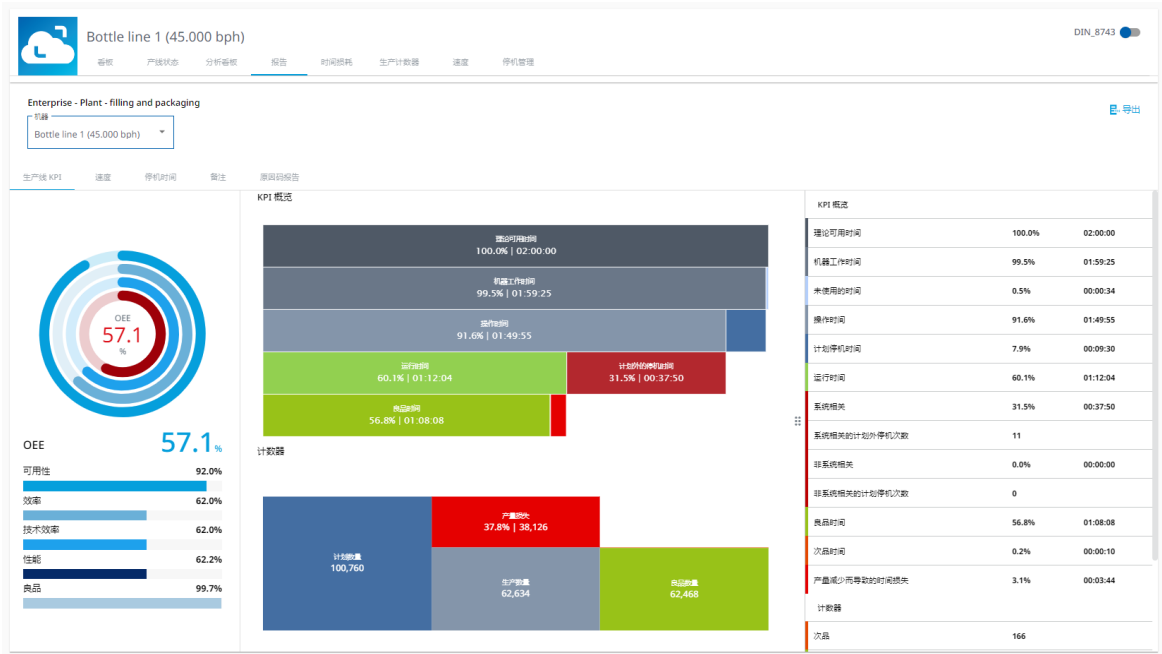 Bottle line 1 (45.000 bph)
DIN_8743
看板
产线状态
分析看板
报告
时间损耗
生产计数器
速度
停机管理
Enterprise - Plant - filling and packaging
导出
机器
Bottle line 1 (45.000 bph)
生产线 KPI
速度
停机时间
备注
原因码报告
OEE
57.1
%
OEE
57.1 %
可用性 92.0%
效率 62.0%
技术效率 62.0%
性能 62.2%
良品 99.7%
KPI 概览
理论可用时间
100.0% | 02:00:00
机器工作时间
99.5% | 01:59:25
操作时间
91.6% | 01:49:55
运行时间
60.1% | 01:12:04
计划外的停机时间
31.5% | 00:37:50
良品时间
56.8% | 01:08:08
计数器
计划数量
100,760
产量损失
37.8% | 38,126
生产数量
62,634
良品数量
62,468
KPI 概览
理论可用时间 100.0% 02:00:00
机器工作时间 99.5% 01:59:25
未使用的时间 0.5% 00:00:34
操作时间 91.6% 01:49:55
计划停机时间 7.9% 00:09:30
运行时间 60.1% 01:12:04
系统相关 31.5% 00:37:50
系统相关的计划外停机次数 11
非系统相关 0.0% 00:00:00
非系统相关的计划停机次数 0
良品时间 56.8% 01:08:08
次品时间 0.2% 00:00:10
产量减少而导致的时间损失 3.1% 00:03:44
计数器
次品 166